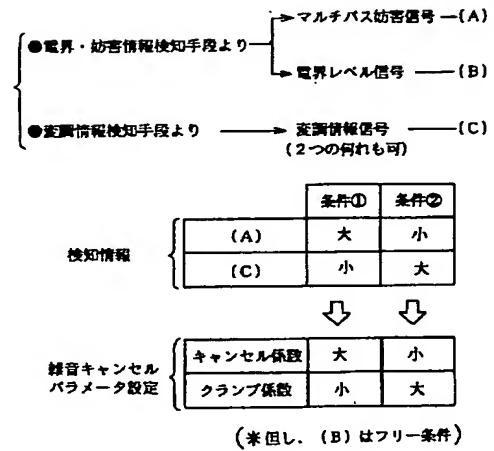 マルチパス妨害信号 —(A)
●電界・妨害情報検知手段より
電界レベル信号 —(B)
●変調情報検知手段より 変調情報信号 —(C)
(2つの何れも可)
条件① 条件②
検知情報
(A) 大 小
(C) 小 大
雑音キャンセル
パラメータ設定
キャンセル係数 大 小
クランプ係数 小 大
(※但し、(B)はフリー条件)